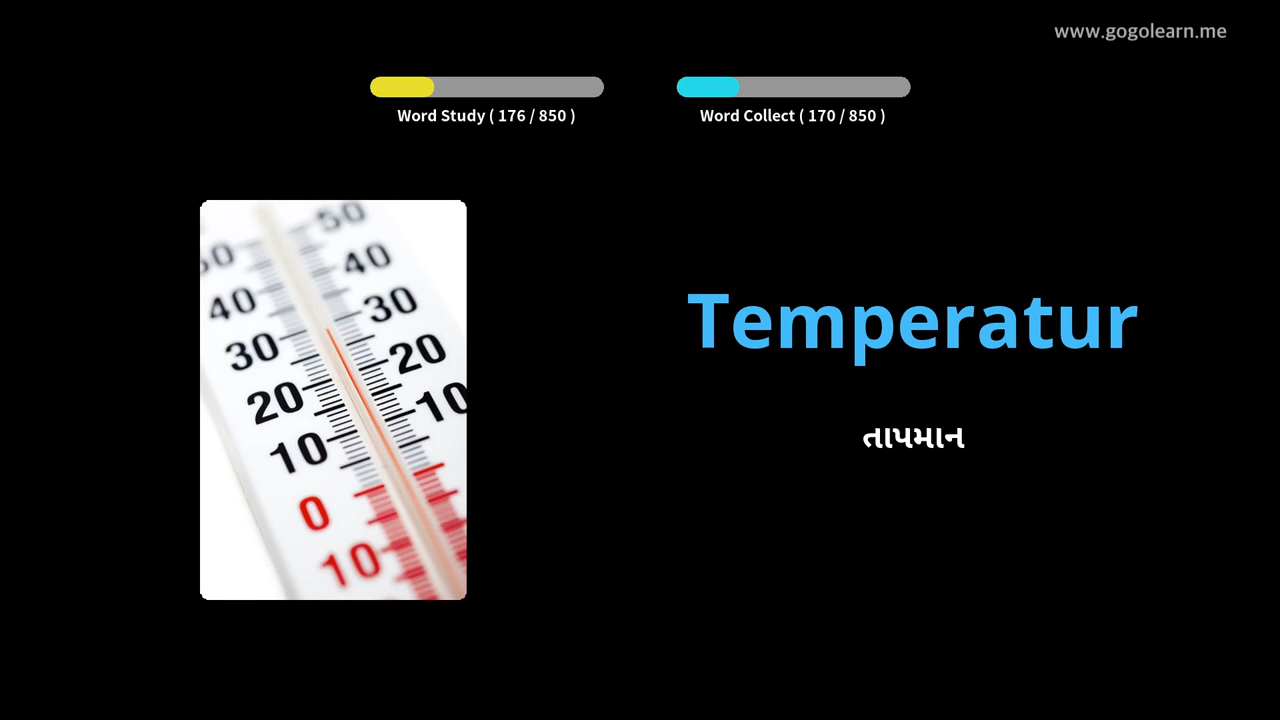 www.gogolearn.me
Word Study ( 176 / 850 )
Word Collect ( 170 / 850 )
50
50
40
40
30
30
20
20
10
10
0
10
Temperatur
તાપમાન